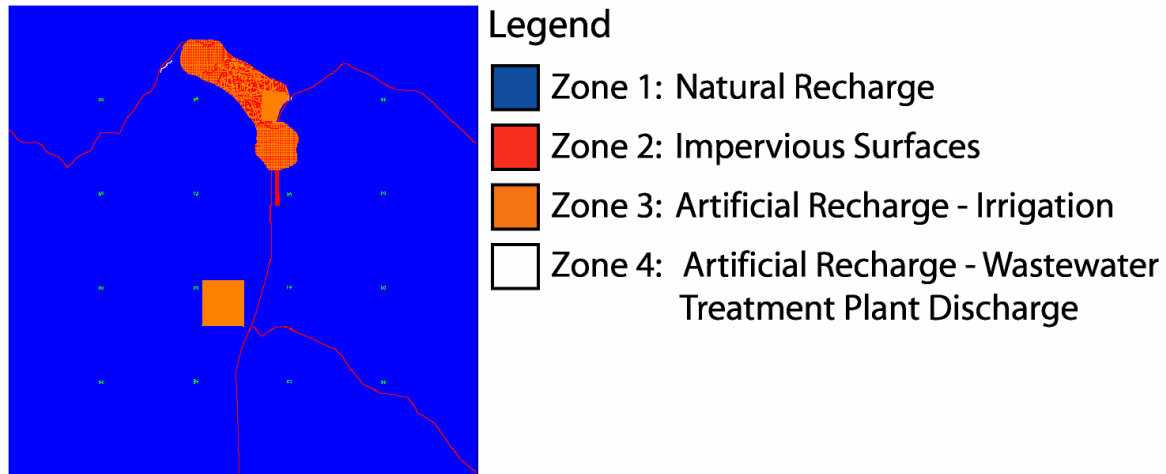 Legend
Zone 1: Natural Recharge
Zone 2: Impervious Surfaces
Zone 3: Artificial Recharge - Irrigation
Zone 4: Artificial Recharge - Wastewater
Treatment Plant Discharge